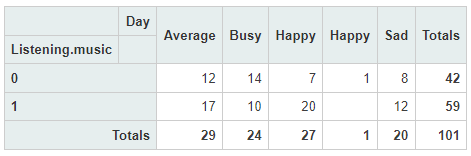 Day
Average Busy Happy Happy Sad Totals
Listening.music
0 12 14 7 1 8 42
1 17 10 20 12 59
Totals 29 24 27 1 20 101